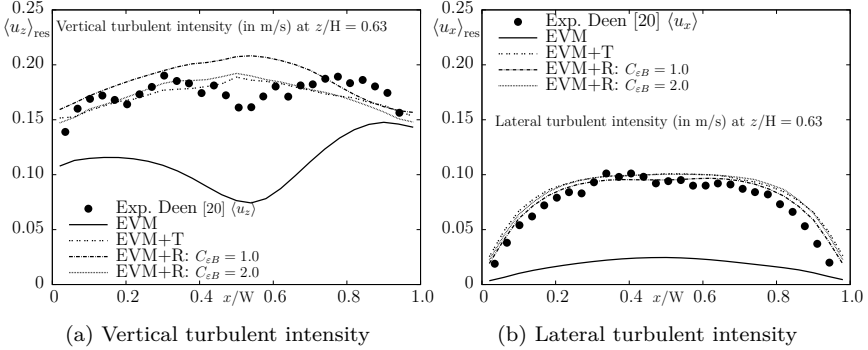 (a)
(b)
0.25
⟨u_z⟩res
Vertical turbulent intensity (in m/s) at z/H = 0.63
0.20
0.15
0.10
0.05
0
Exp. Deen [20] ⟨u_z⟩
EVM
EVM+T
EVM+R: C_εB = 1.0
EVM+R: C_εB = 2.0
0 0.2 0.4 x/W 0.6 0.8 1.0
(a) Vertical turbulent intensity
0.25
⟨u_x⟩res
Exp. Deen [20] ⟨u_x⟩
EVM
EVM+T
EVM+R: C_εB = 1.0
EVM+R: C_εB = 2.0
0.20
0.15
Lateral turbulent intensity (in m/s) at z/H = 0.63
0.10
0.05
0
0 0.2 0.4 x/W 0.6 0.8 1.0
(b) Lateral turbulent intensity